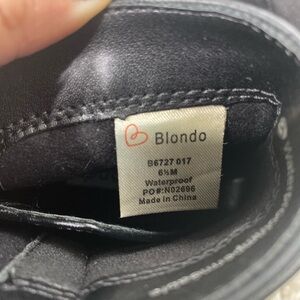 Blondo
B6727 017
6½M
Waterproof
PO#:N02696
Made in China